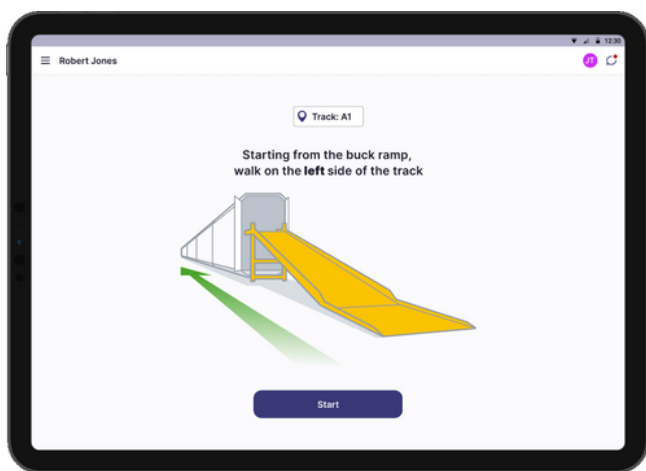 12:30
Robert Jones
JT
Track: A1
Starting from the buck ramp,
walk on the left side of the track
Start